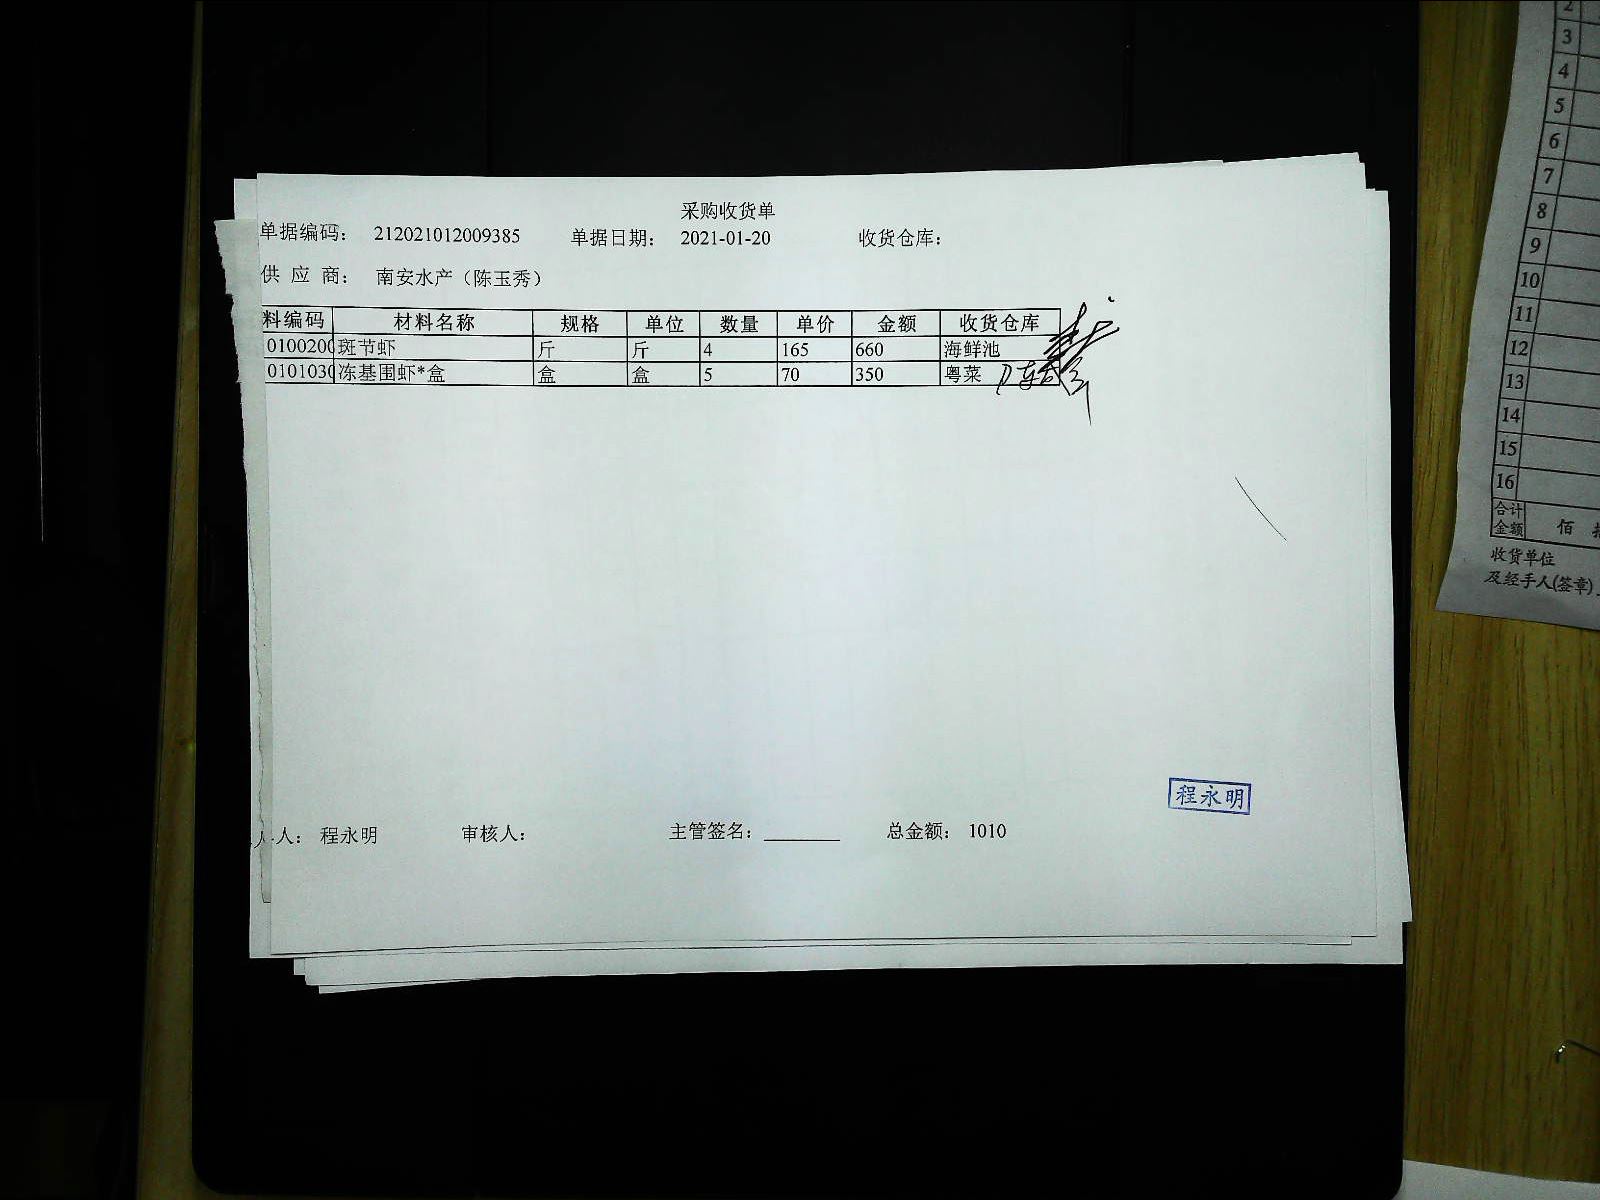 采购收货单
单据编码： 212021012009385 单据日期： 2021-01-20 收货仓库：
供 应 商： 南安水产（陈玉秀）
料编码 材料名称 规格 单位 数量 单价 金额 收货仓库
0100200 斑节虾 斤 斤 4 165 660 海鲜池
0101030 冻基围虾*盒 盒 盒 5 70 350 粤菜
程永明
人： 程永明 审核人： 主管签名： 总金额： 1010
2
3
4
5
6
7
8
9
10
11
12
13
14
15
16
合计
金额 佰
收货单位
及经手人(签章)